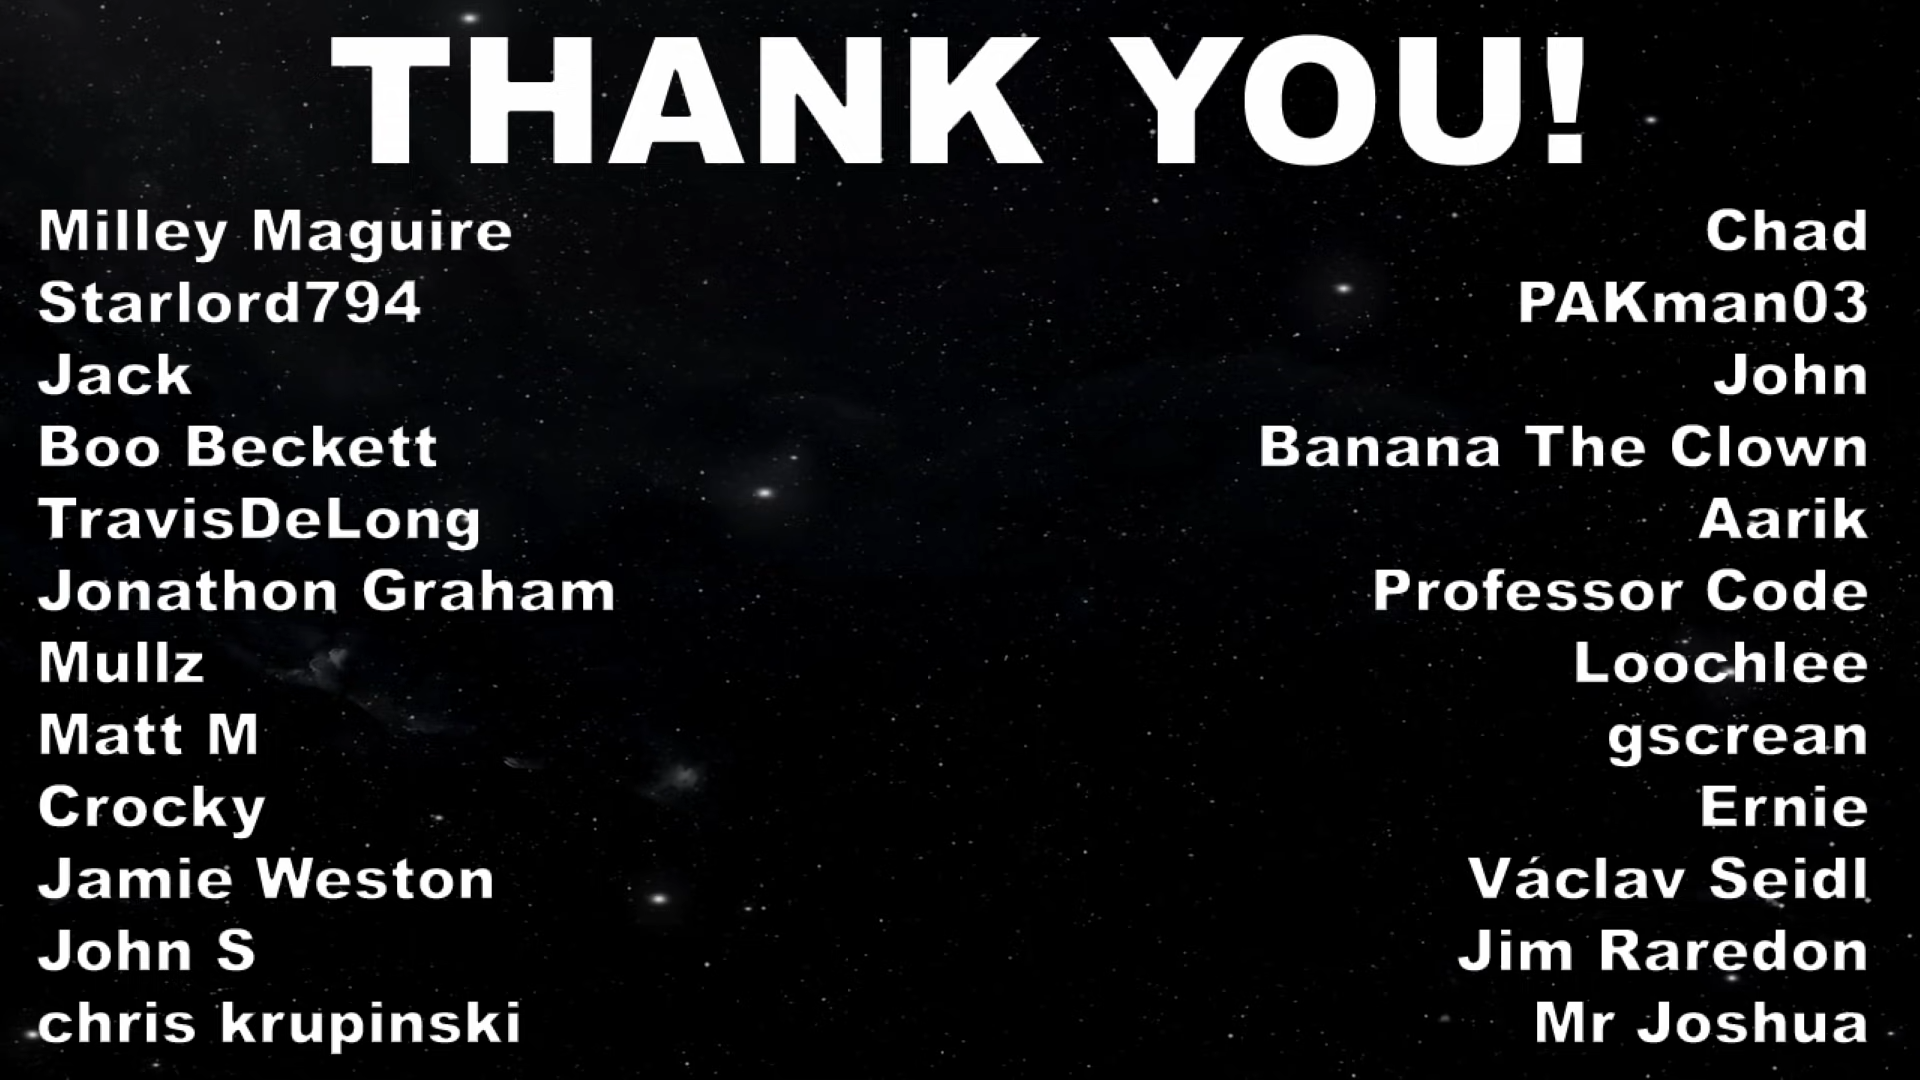 THANK YOU!
Milley Maguire
Starlord794
Jack
Boo Beckett
TravisDeLong
Jonathon Graham
Mullz
Matt M
Crocky
Jamie Weston
John S
chris krupinski
Chad
PAKman03
John
Banana The Clown
Aarik
Professor Code
Loochlee
gscrean
Ernie
Václav Seidl
Jim Raredon
Mr Joshua